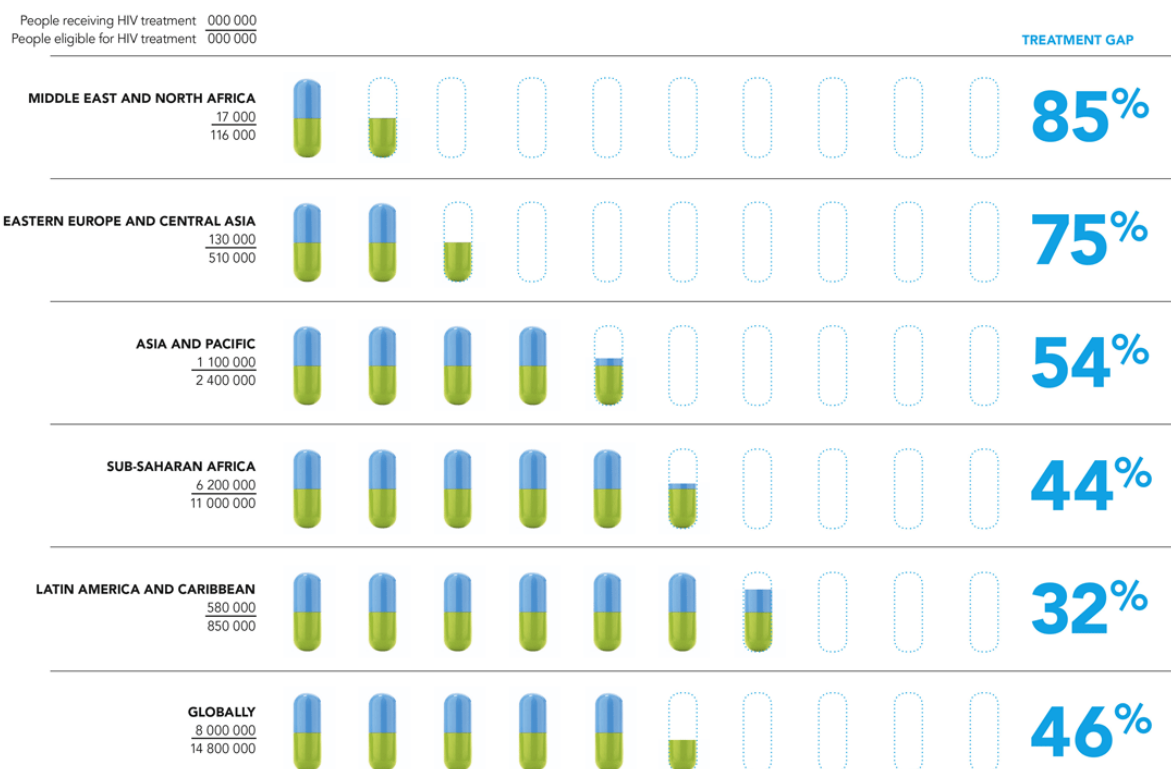 People receiving HIV treatment 000 000
People eligible for HIV treatment 000 000
TREATMENT GAP
MIDDLE EAST AND NORTH AFRICA
17 000
116 000
85%
EASTERN EUROPE AND CENTRAL ASIA
130 000
510 000
75%
ASIA AND PACIFIC
1 100 000
2 400 000
54%
SUB-SAHARAN AFRICA
6 200 000
11 000 000
44%
LATIN AMERICA AND CARIBBEAN
580 000
850 000
32%
GLOBALLY
8 000 000
14 800 000
46%